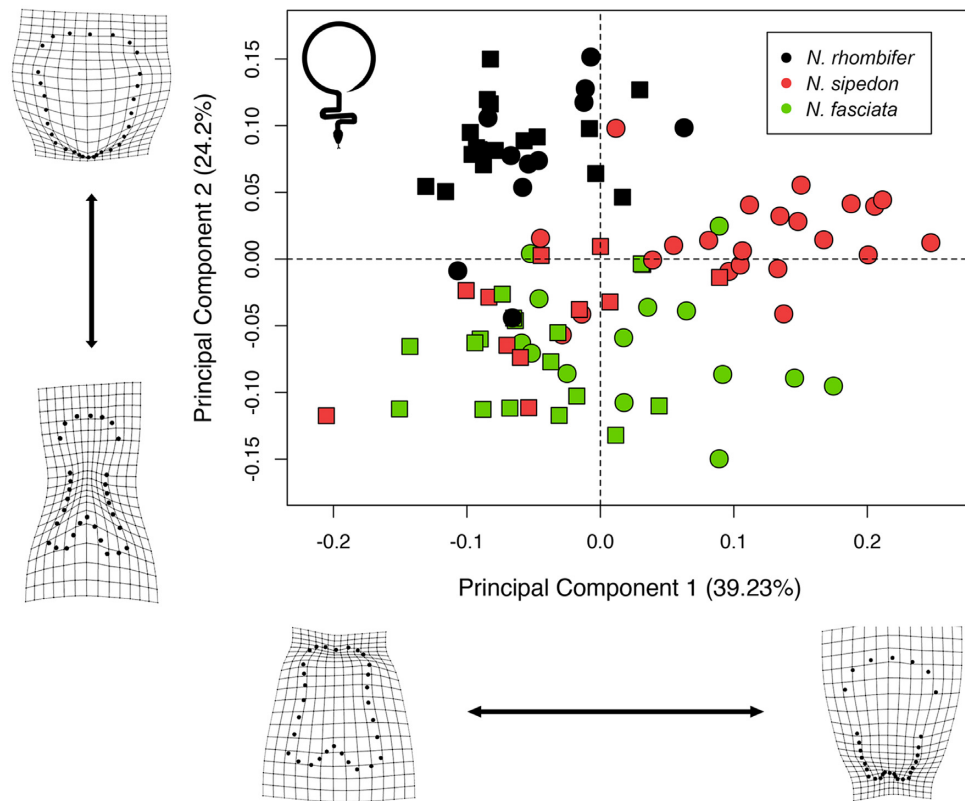 N. rhombifer
N. sipedon
N. fasciata
Principal Component 2 (24.2%)
0.15
0.10
0.05
0.00
-0.05
-0.10
-0.15
-0.2
-0.1
0.0
0.1
0.2
Principal Component 1 (39.23%)